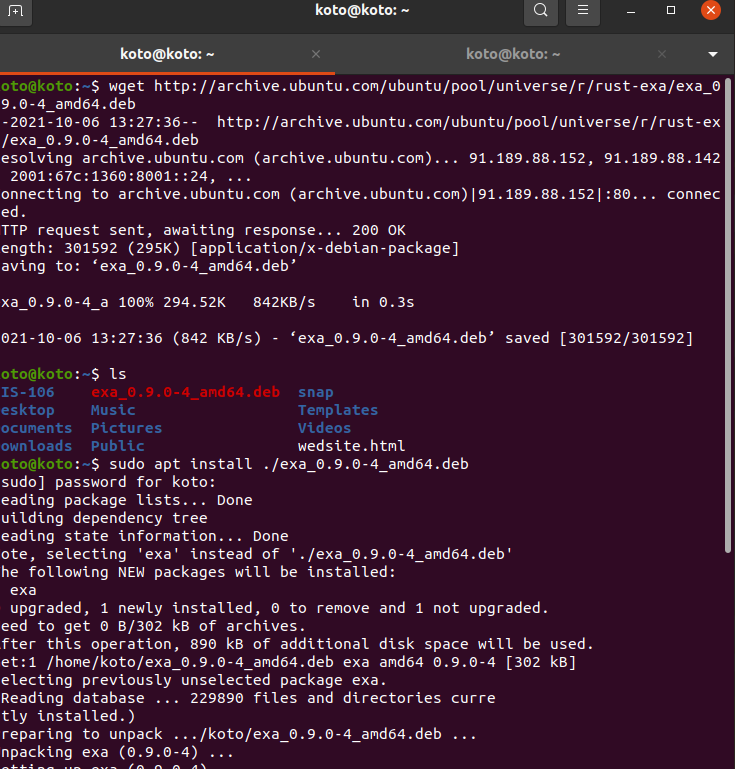 koto@koto: ~
koto@koto: ~
koto@koto: ~
oto@koto:~$ wget http://archive.ubuntu.com/ubuntu/pool/universe/r/rust-exa/exa_0
9.0-4_amd64.deb
-2021-10-06 13:27:36--  http://archive.ubuntu.com/ubuntu/pool/universe/r/rust-ex
/exa_0.9.0-4_amd64.deb
esolving archive.ubuntu.com (archive.ubuntu.com)... 91.189.88.152, 91.189.88.142
 2001:67c:1360:8001::24, ...
onnecting to archive.ubuntu.com (archive.ubuntu.com)|91.189.88.152|:80... connec
ed.
TTP request sent, awaiting response... 200 OK
ength: 301592 (295K) [application/x-debian-package]
aving to: ‘exa_0.9.0-4_amd64.deb’
xa_0.9.0-4_a 100% 294.52K   842KB/s    in 0.3s
021-10-06 13:27:36 (842 KB/s) - ‘exa_0.9.0-4_amd64.deb’ saved [301592/301592]
oto@koto:~$ ls
IS-106    exa_0.9.0-4_amd64.deb  snap
esktop    Music                  Templates
ocuments  Pictures               Videos
ownloads  Public                 wedsite.html
oto@koto:~$ sudo apt install ./exa_0.9.0-4_amd64.deb
sudo] password for koto:
eading package lists... Done
uilding dependency tree
eading state information... Done
ote, selecting 'exa' instead of './exa_0.9.0-4_amd64.deb'
he following NEW packages will be installed:
 exa
 upgraded, 1 newly installed, 0 to remove and 1 not upgraded.
eed to get 0 B/302 kB of archives.
fter this operation, 890 kB of additional disk space will be used.
et:1 /home/koto/exa_0.9.0-4_amd64.deb exa amd64 0.9.0-4 [302 kB]
electing previously unselected package exa.
Reading database ... 229890 files and directories curre
tly installed.)
reparing to unpack .../koto/exa_0.9.0-4_amd64.deb ...
npacking exa (0.9.0-4) ...
etting up exa (0.9.0-4)